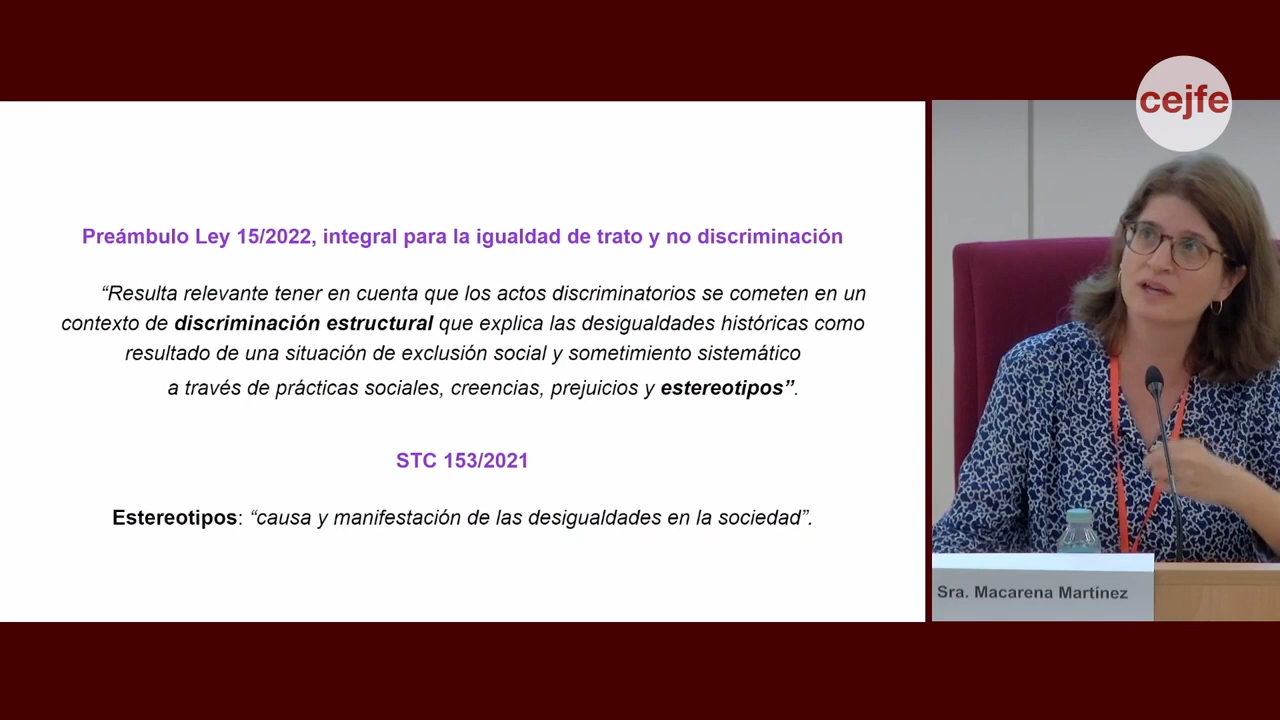 cejfe
Preámbulo Ley 15/2022, integral para la igualdad de trato y no discriminación
“Resulta relevante tener en cuenta que los actos discriminatorios se cometen en un
contexto de discriminación estructural que explica las desigualdades históricas como
resultado de una situación de exclusión social y sometimiento sistemático
a través de prácticas sociales, creencias, prejuicios y estereotipos”.
STC 153/2021
Estereotipos: “causa y manifestación de las desigualdades en la sociedad”.
Sra. Macarena Martínez